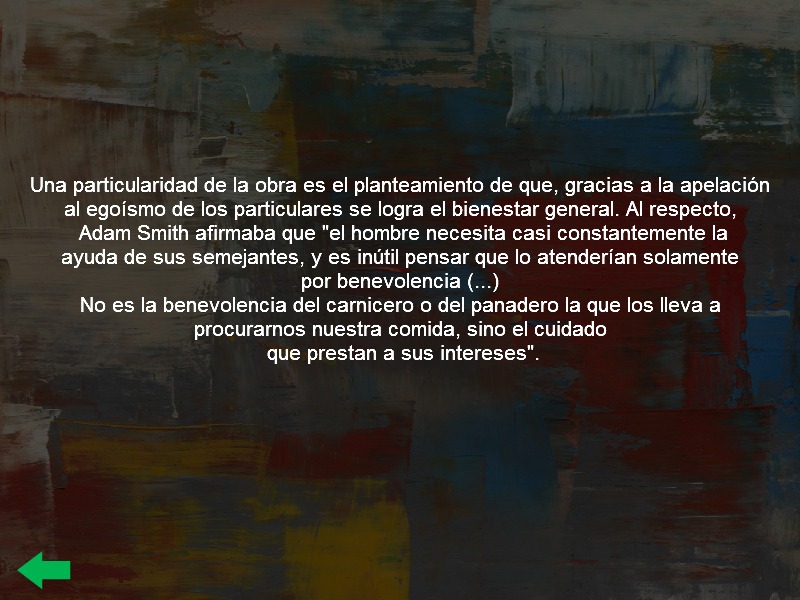 Una particularidad de la obra es el planteamiento de que, gracias a la apelación
al egoísmo de los particulares se logra el bienestar general. Al respecto,
Adam Smith afirmaba que "el hombre necesita casi constantemente la
ayuda de sus semejantes, y es inútil pensar que lo atenderían solamente
por benevolencia (...)
No es la benevolencia del carnicero o del panadero la que los lleva a
procurarnos nuestra comida, sino el cuidado
que prestan a sus intereses".